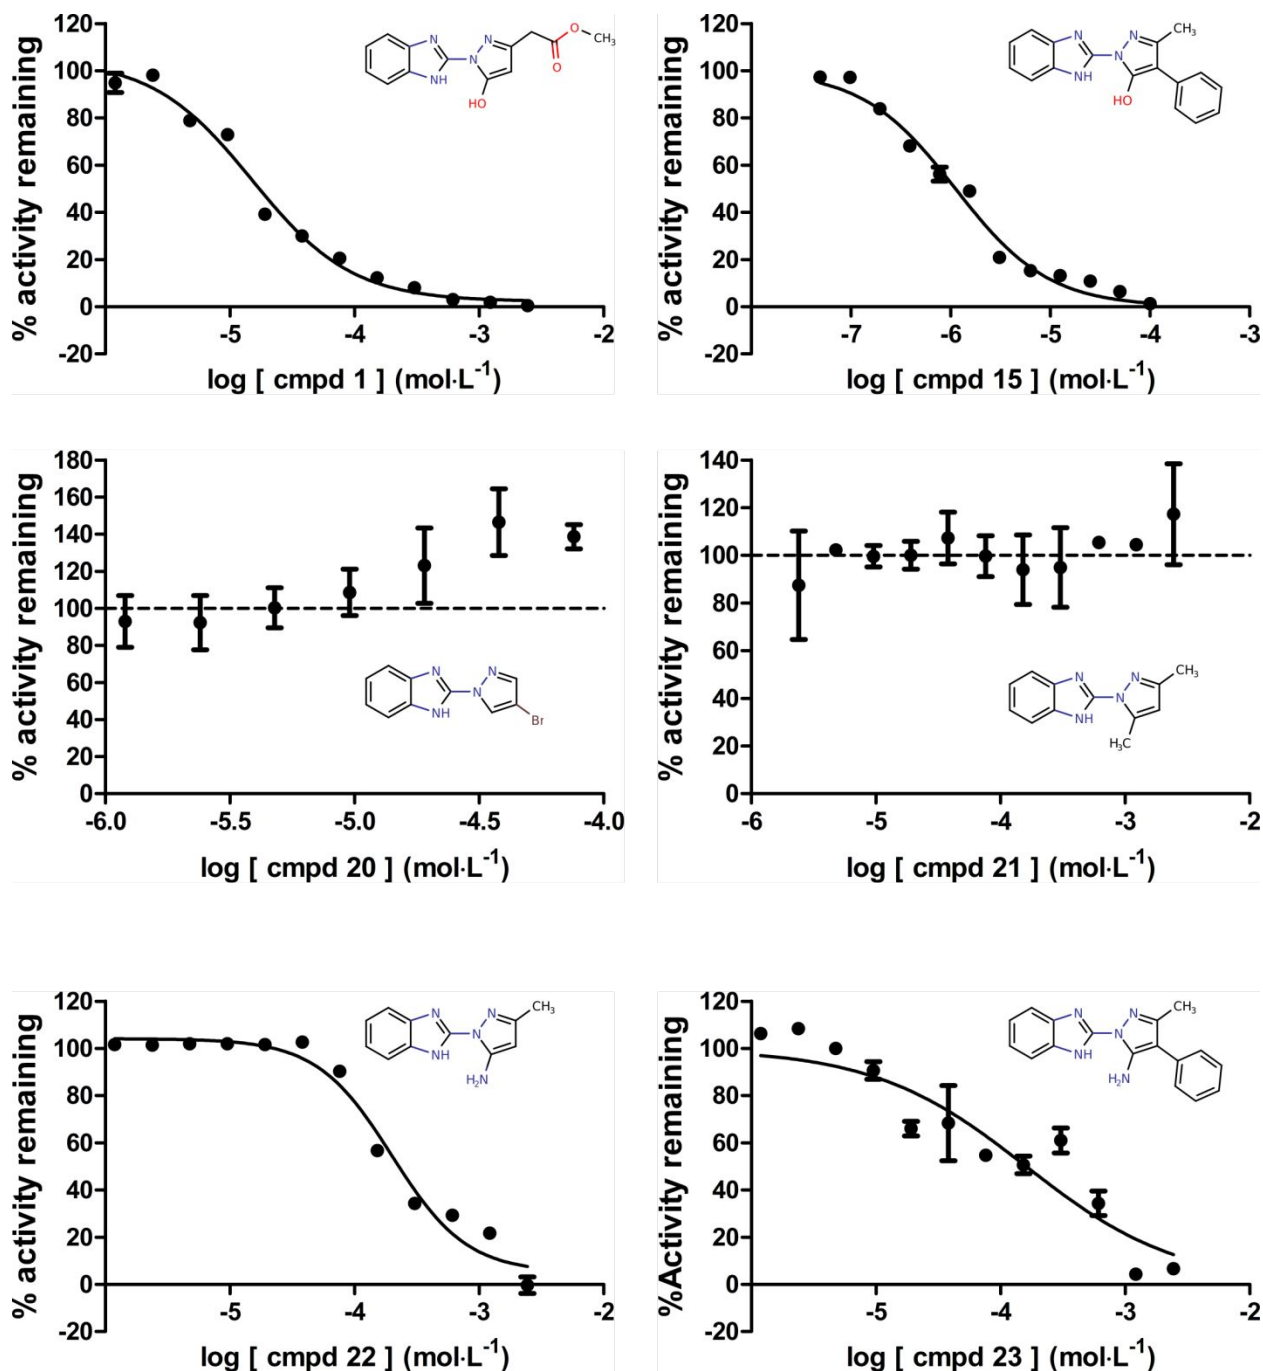 % activity remaining
120
100
80
60
40
20
0
-20
-5
-4
-3
-2
log [ cmpd 1 ] (mol·L⁻¹)
N
NH
N
N
HO
O
O
CH₃
% activity remaining
120
100
80
60
40
20
0
-20
-7
-6
-5
-4
-3
log [ cmpd 15 ] (mol·L⁻¹)
N
NH
N
N
HO
CH₃
% activity remaining
180
160
140
120
100
80
60
40
20
0
-6.0
-5.5
-5.0
-4.5
-4.0
log [ cmpd 20 ] (mol·L⁻¹)
N
NH
N
N
Br
% activity remaining
140
120
100
80
60
40
20
0
-6
-5
-4
-3
-2
log [ cmpd 21 ] (mol·L⁻¹)
N
NH
N
N
CH₃
H₃C
% activity remaining
120
100
80
60
40
20
0
-20
-5
-4
-3
-2
log [ cmpd 22 ] (mol·L⁻¹)
N
NH
N
N
CH₃
H₂N
%Activity remaining
120
100
80
60
40
20
0
-20
-5
-4
-3
-2
log [ cmpd 23 ] (mol·L⁻¹)
N
NH
N
N
CH₃
H₂N